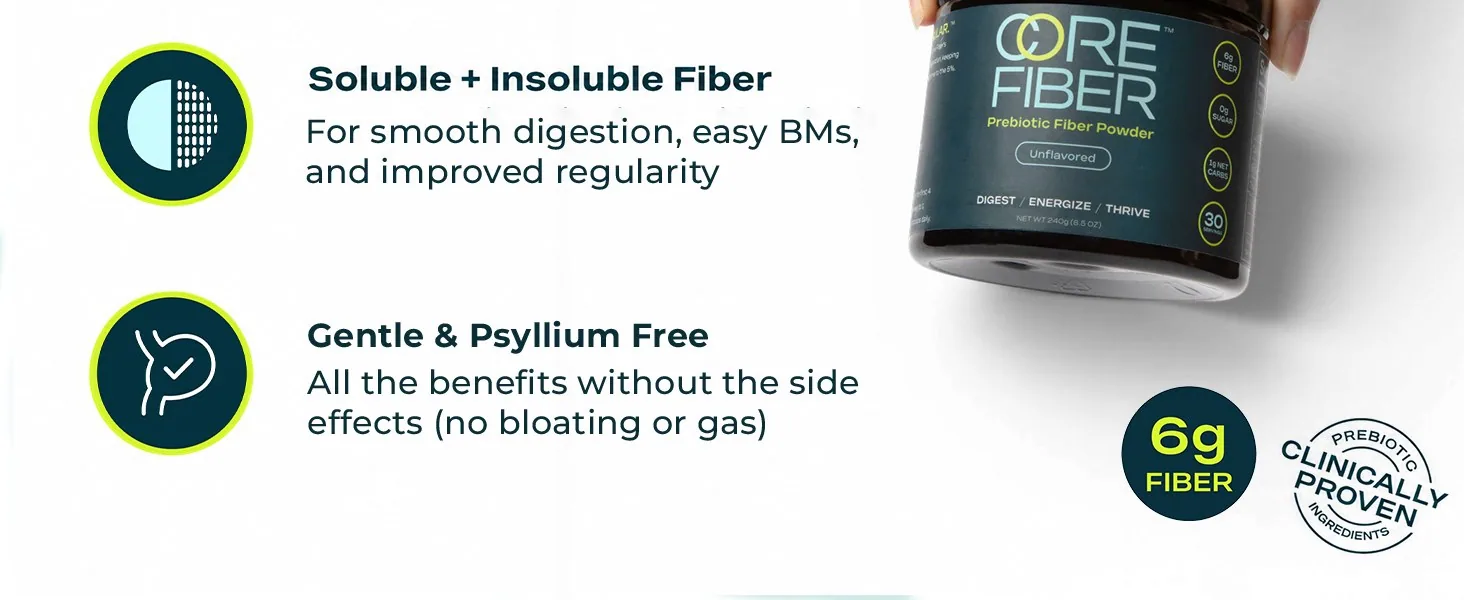 Soluble + Insoluble Fiber
For smooth digestion, easy BMs,
and improved regularity
Gentle & Psyllium Free
All the benefits without the side
effects (no bloating or gas)
CORE™
FIBER
Prebiotic Fiber Powder
Unflavored
DIGEST / ENERGIZE / THRIVE
NET WT 240g (8.5 OZ)
6g
FIBER
0g
SUGAR
1g NET
CARBS
30
SERVINGS
6g
FIBER
PREBIOTIC
CLINICALLY
PROVEN
INGREDIENTS